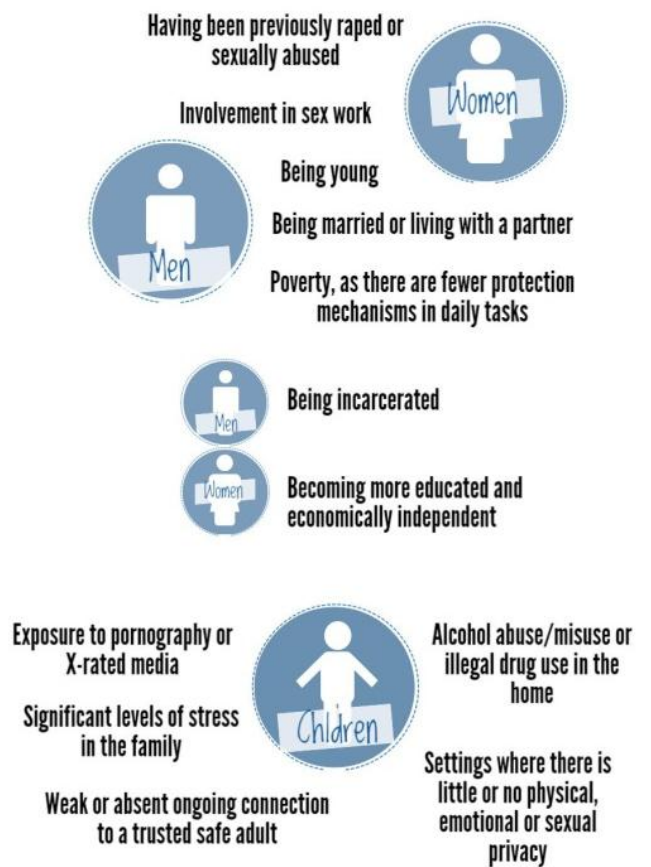 Having been previously raped or
sexually abused
Women
Involvement in sex work
Being young
Being married or living with a partner
Men
Poverty, as there are fewer protection
mechanisms in daily tasks
Being incarcerated
Men
Women
Becoming more educated and
economically independent
Exposure to pornography or
X-rated media
Significant levels of stress
in the family
Weak or absent ongoing connection
to a trusted safe adult
Chldren
Alcohol abuse/misuse or
illegal drug use in the
home
Settings where there is
little or no physical,
emotional or sexual
privacy